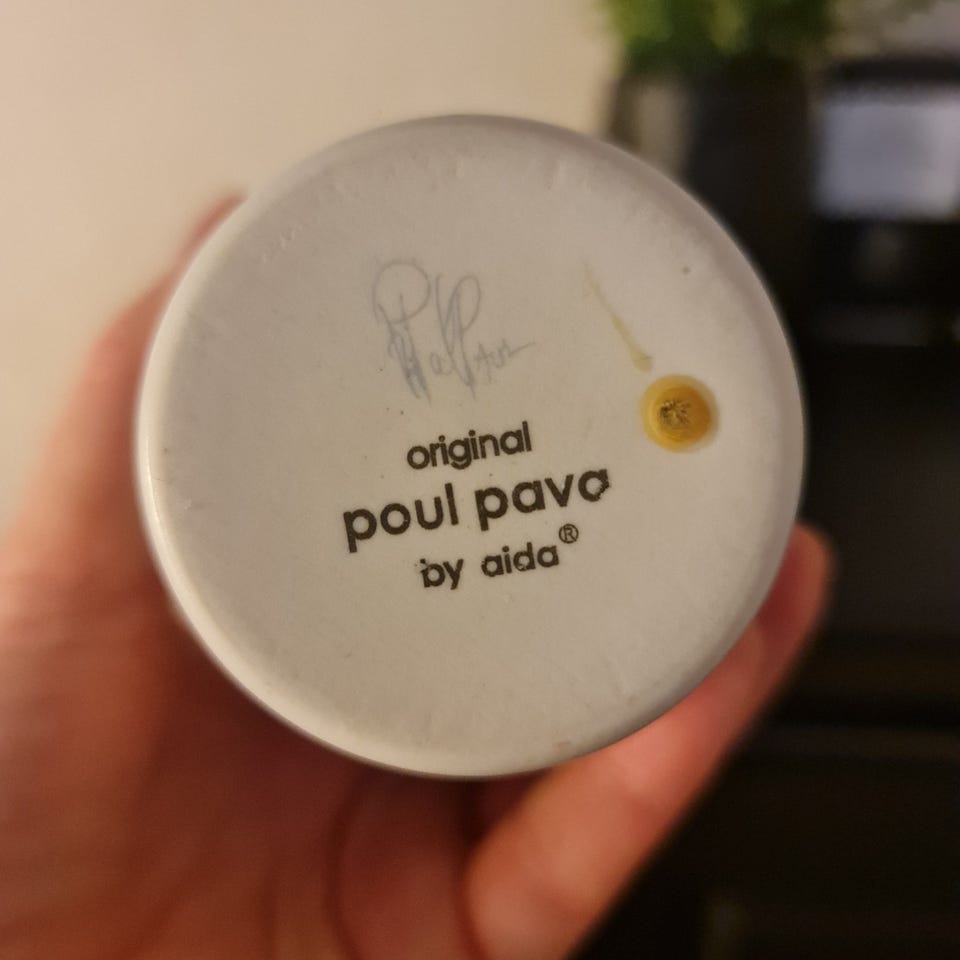 original
poul pava
by aida®